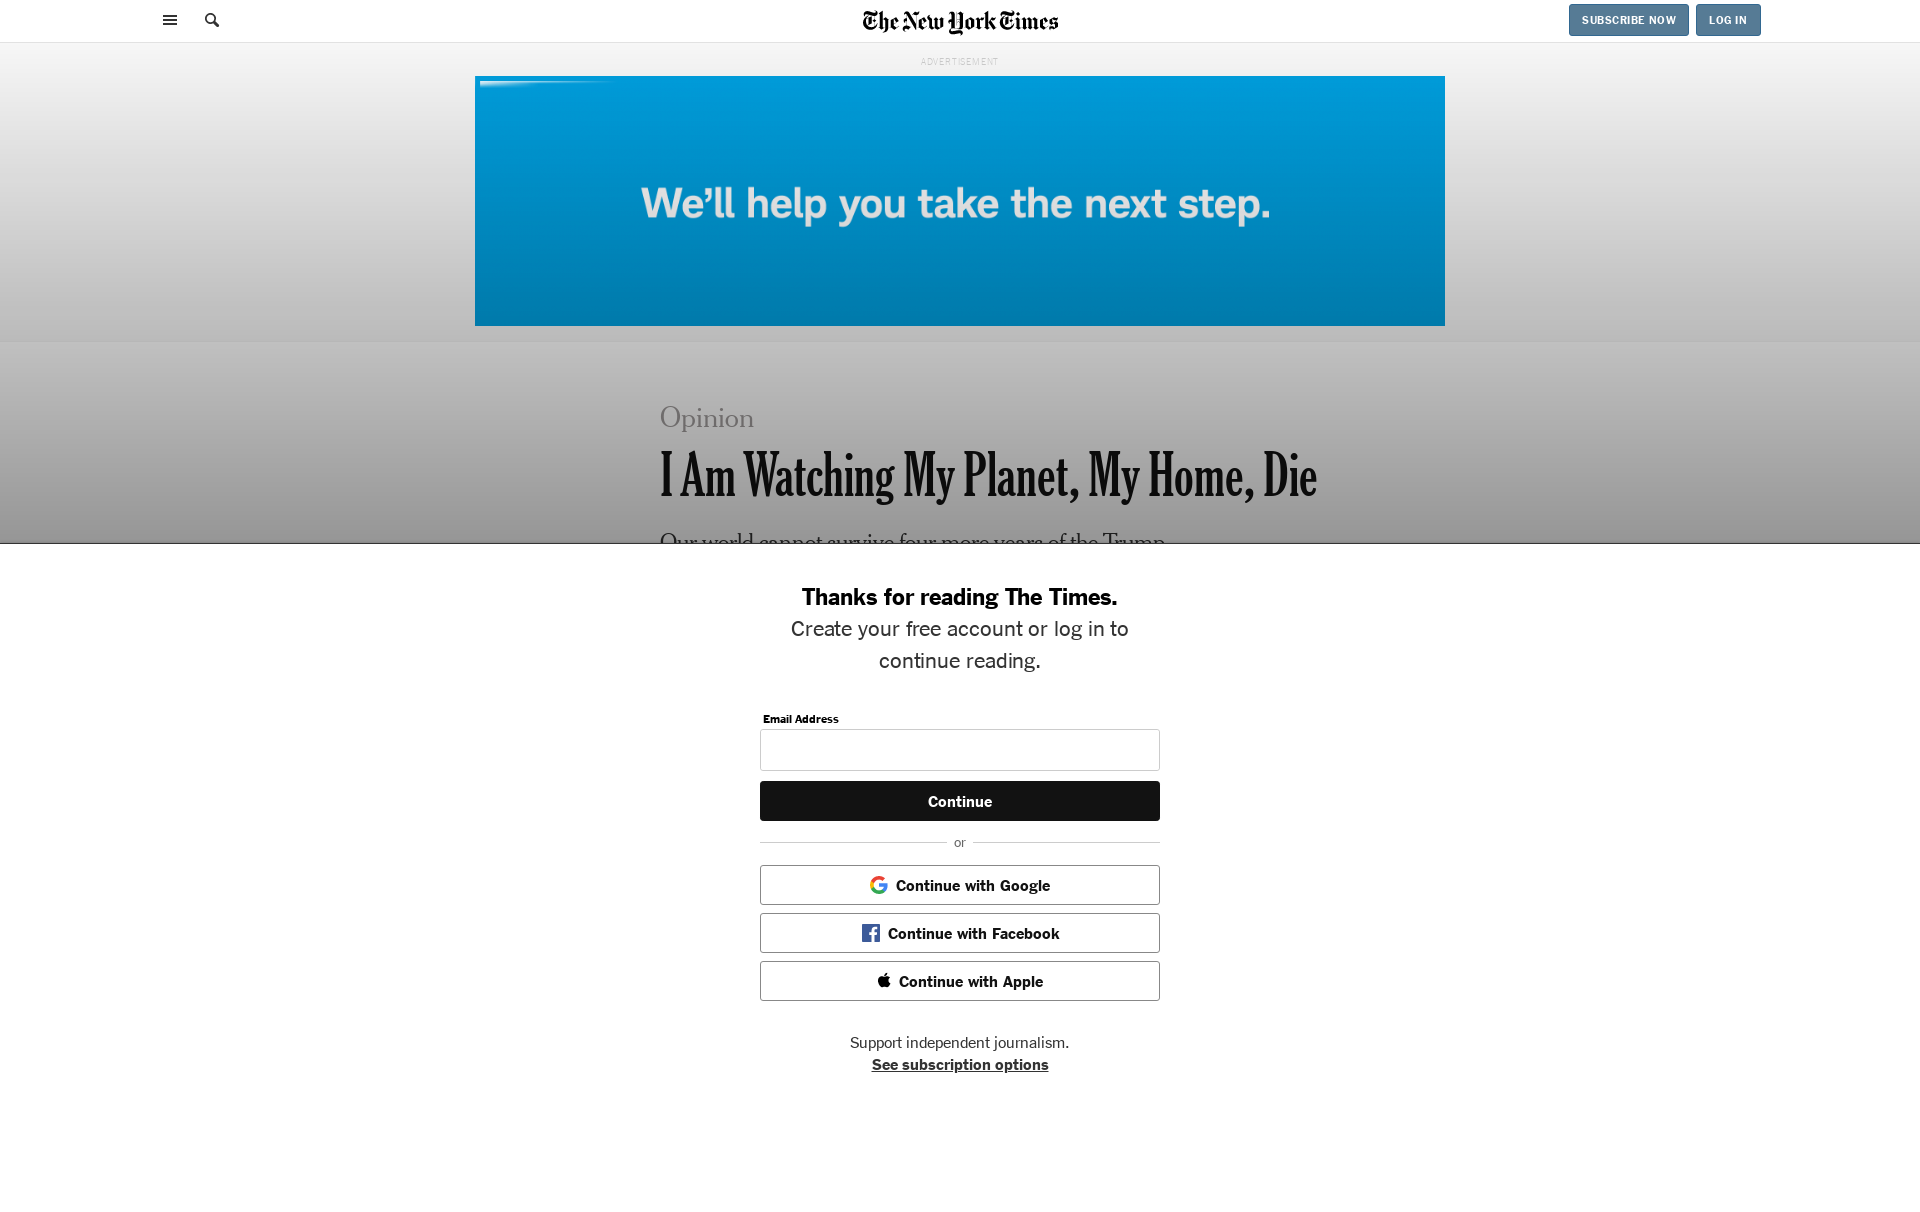 The New York Times
SUBSCRIBE NOW
LOG IN
ADVERTISEMENT
We'll help you take the next step.
Opinion
I Am Watching My Planet, My Home, Die
Our world cannot survive four more years of the Trump
Thanks for reading The Times.
Create your free account or log in to
continue reading.
Email Address
Continue
or
Continue with Google
Continue with Facebook
Continue with Apple
Support independent journalism.
See subscription options